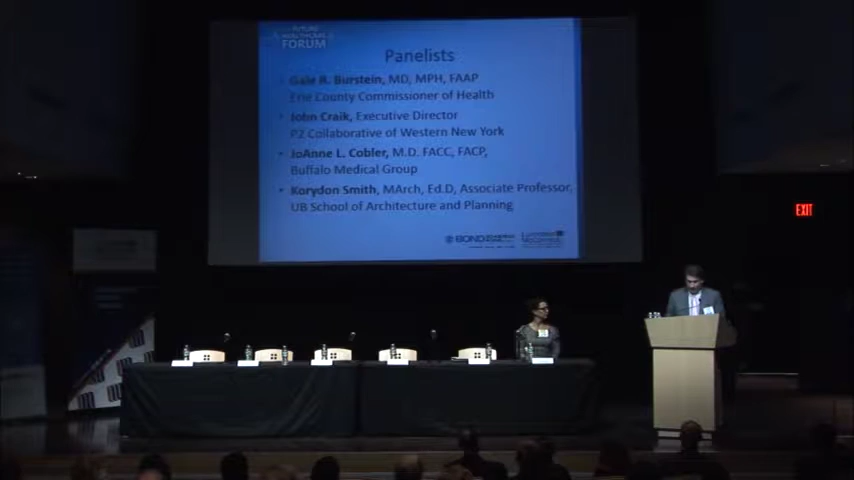 FORUM
Panelists
Gale R. Burstein, MD, MPH, FAAP
Erie County Commissioner of Health
John Craik, Executive Director
P2 Collaborative of Western New York
JoAnne L. Cobler, M.D. FACC, FACP,
Buffalo Medical Group
Korydon Smith, MArch, Ed.D, Associate Professor,
UB School of Architecture and Planning
BOND
EXIT